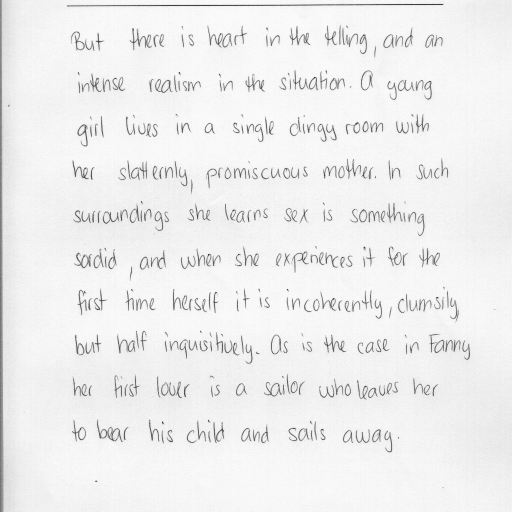 But there is heart in the telling, and an
intense realism in the situation. A young
girl lives in a single dingy room with
her slatternly, promiscuous mother. In such
surroundings she learns sex is something
sordid, and when she experiences it for the
first time herself it is incoherently, clumsily,
but half inquisitively. As is the case in Fanny
her first lover is a sailor who leaves her
to bear his child and sails away.